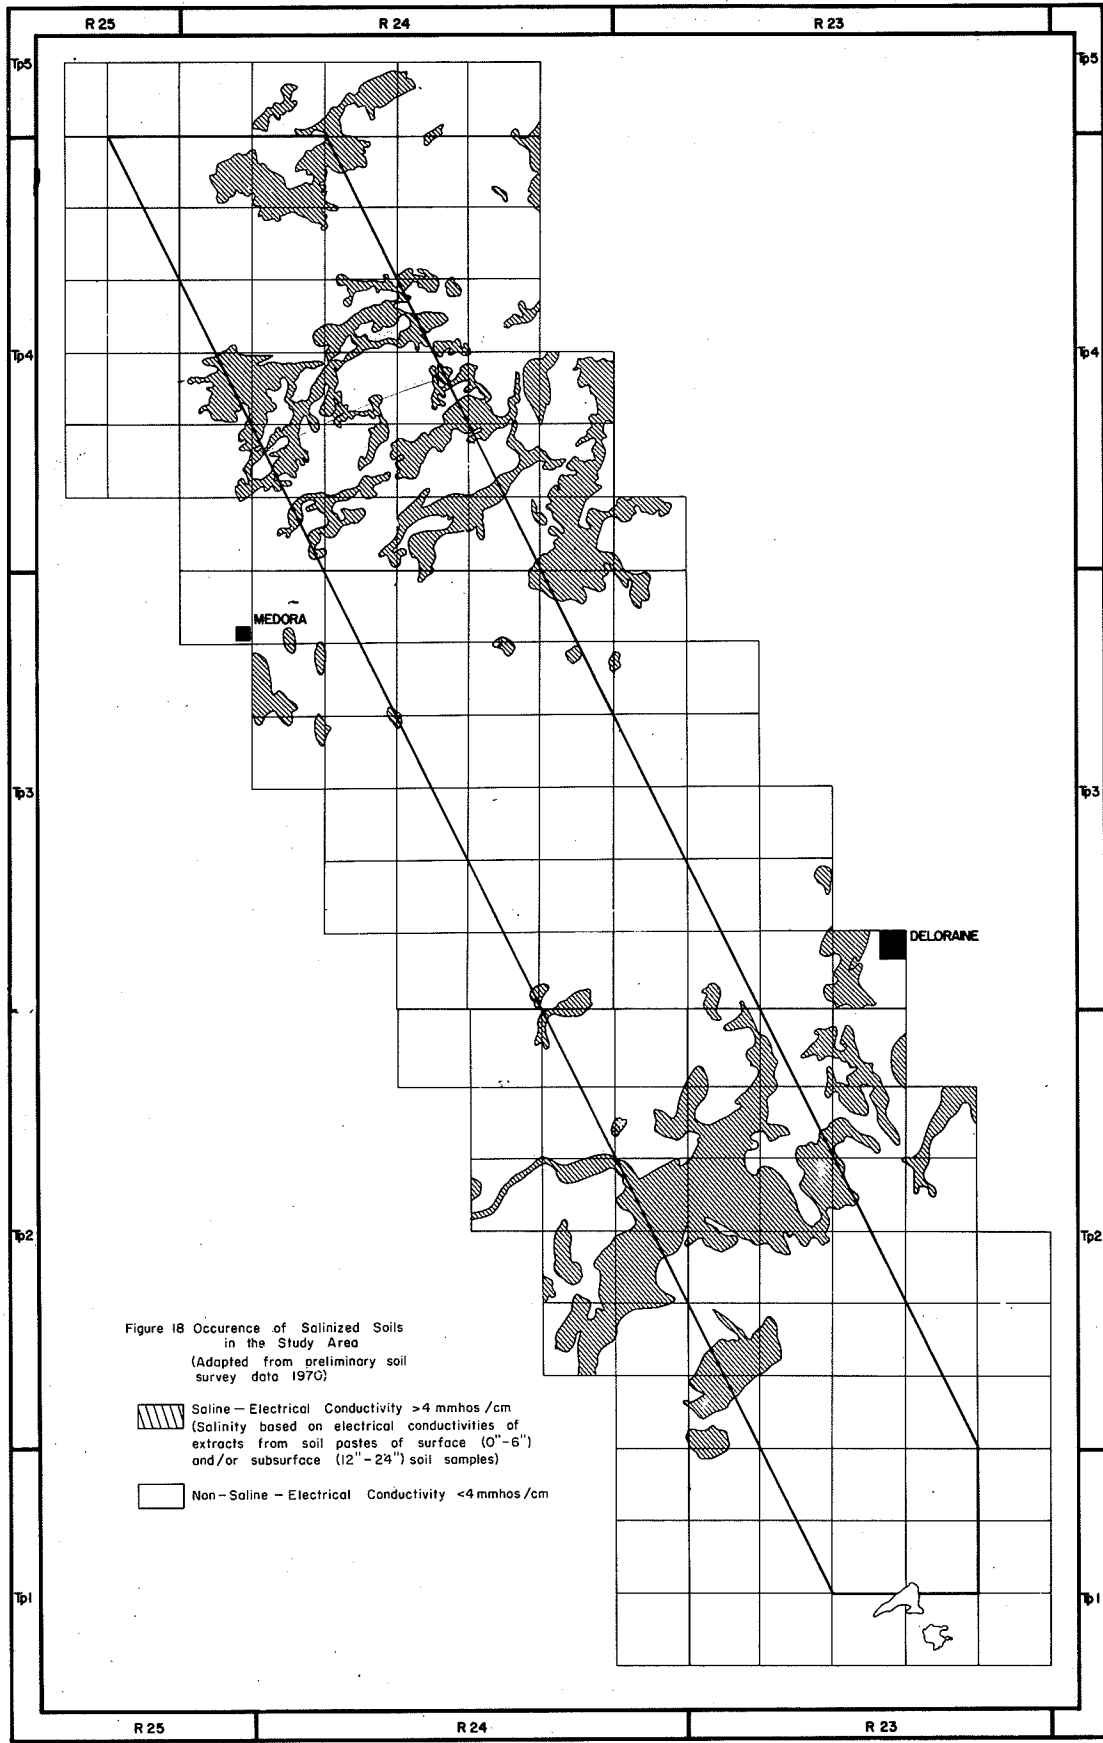 R 25
R 24
R 23
Tp5
Tp5
Tp4
Tp4
MEDORA
Tp3
Tp3
DELORAINE
Tp2
Tp2
Figure 18 Occurence of Salinized Soils
in the Study Area
(Adapted from preliminary soil
survey data 1970)
Saline — Electrical Conductivity >4 mmhos /cm
(Salinity based on electrical conductivities of
extracts from soil pastes of surface (0"-6")
and/or subsurface (12"-24") soil samples)
Non-Saline — Electrical Conductivity <4 mmhos /cm
Tp1
Tp1
R 25
R 24
R 23